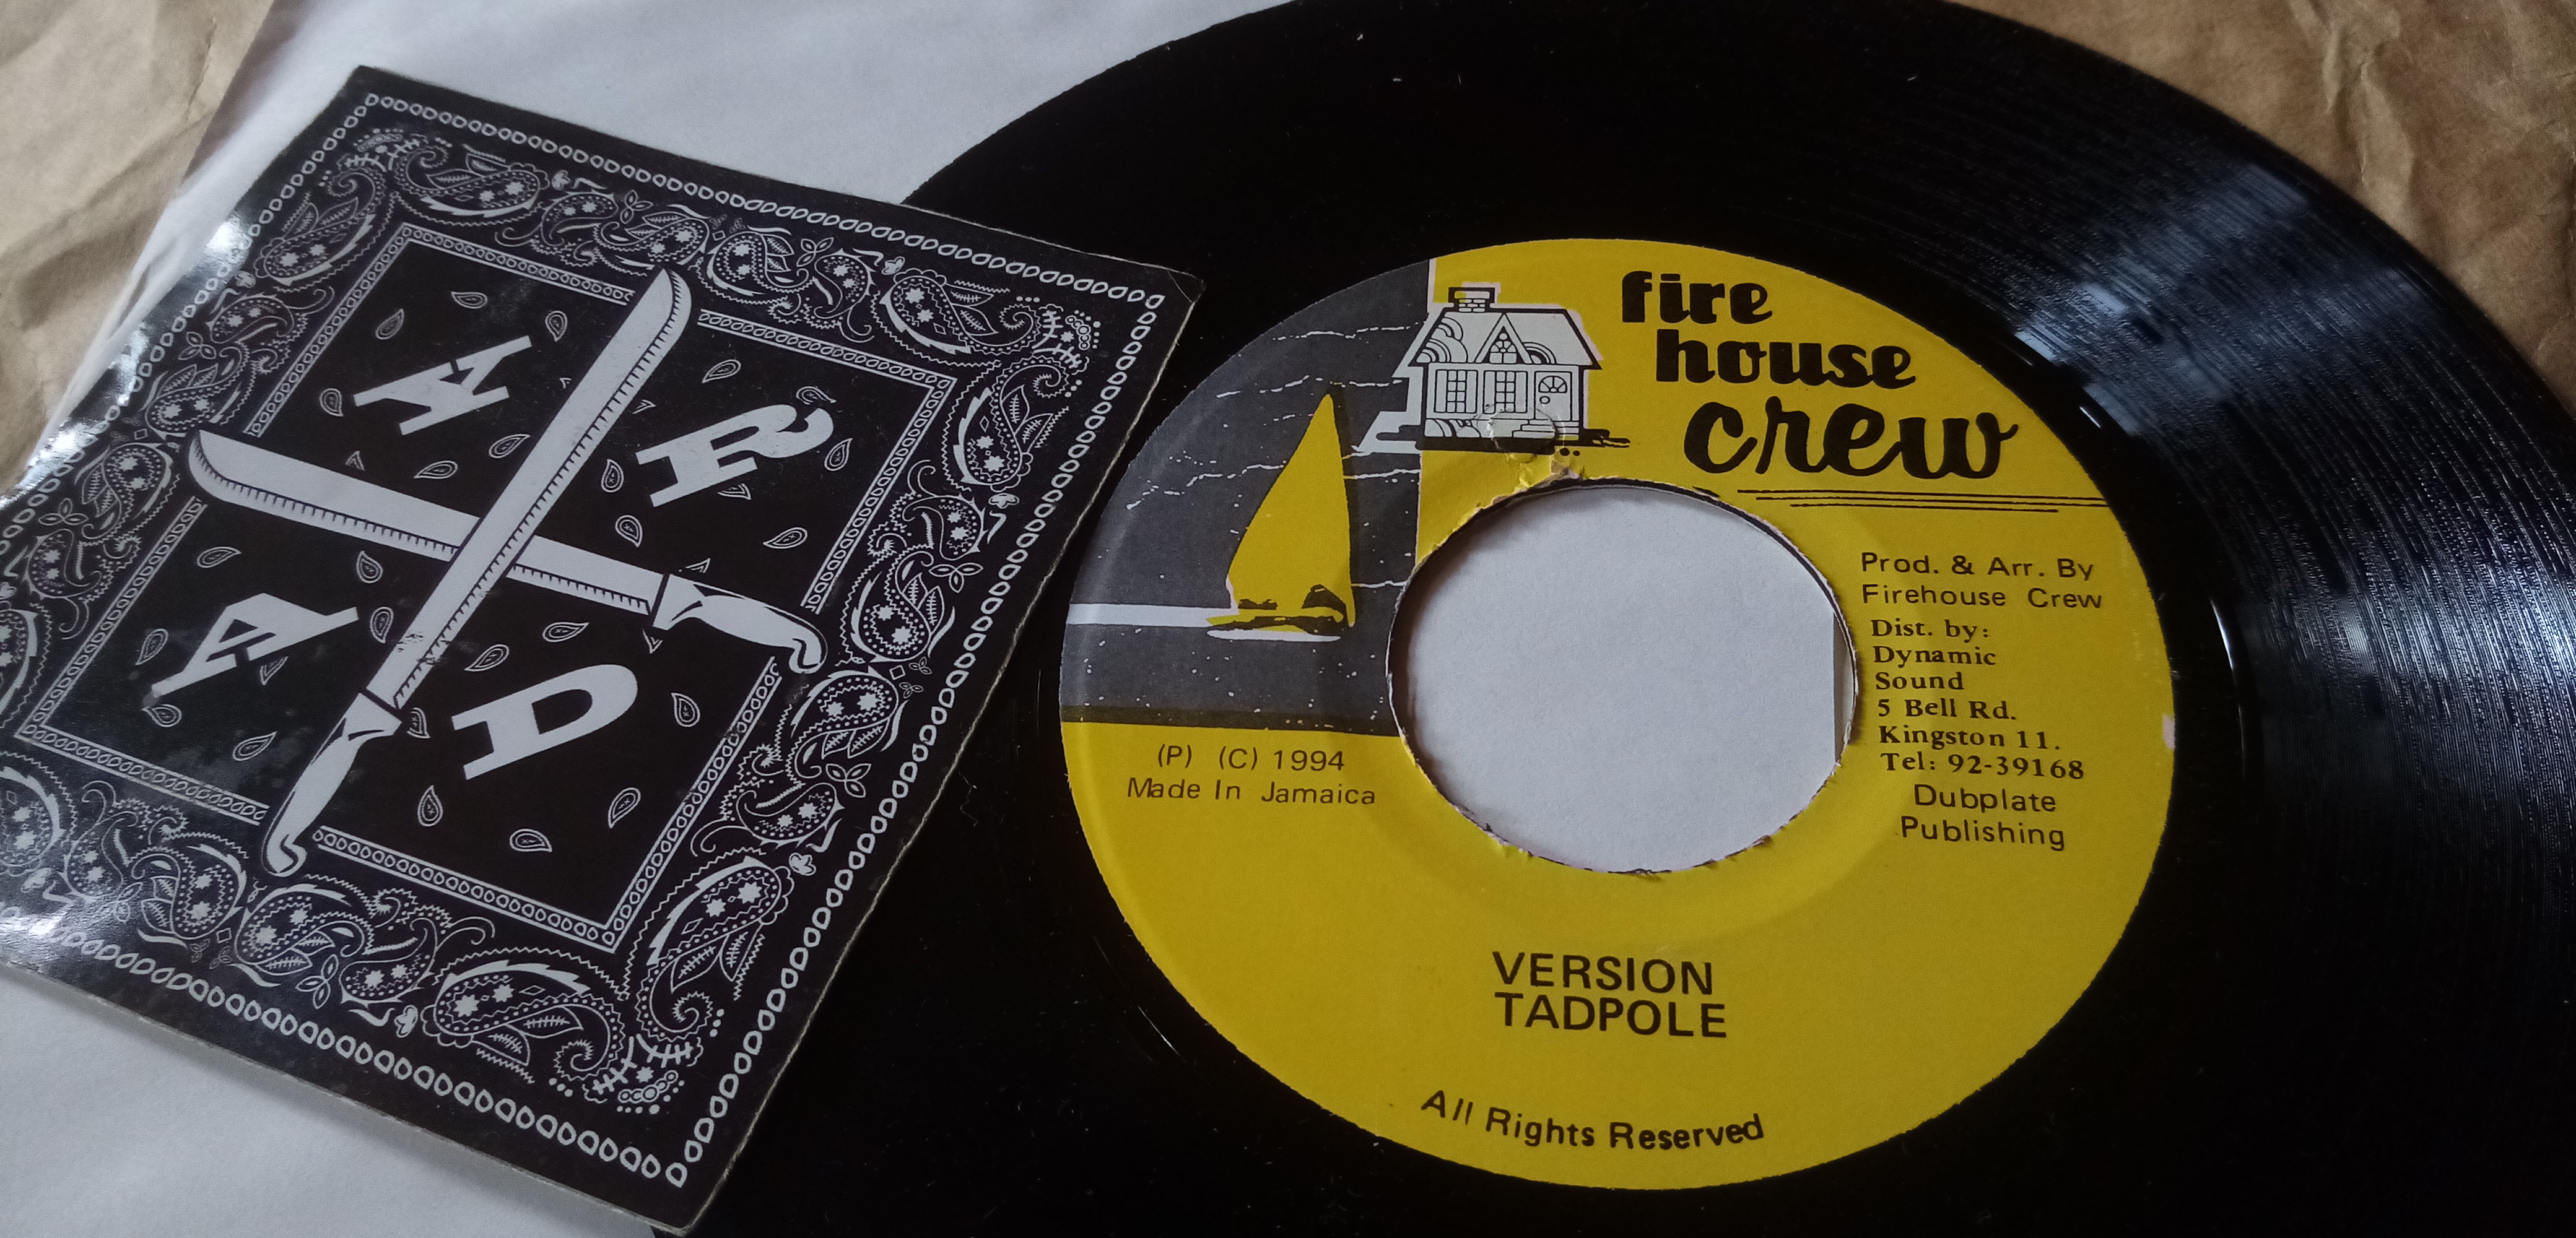 A R
A D
fire
house
crew
Prod. & Arr. By
Firehouse Crew
Dist. by:
Dynamic
Sound
5 Bell Rd.
Kingston 11.
Tel: 92-39168
Dubplate
Publishing
(P) (C) 1994
Made In Jamaica
VERSION
TADPOLE
All Rights Reserved